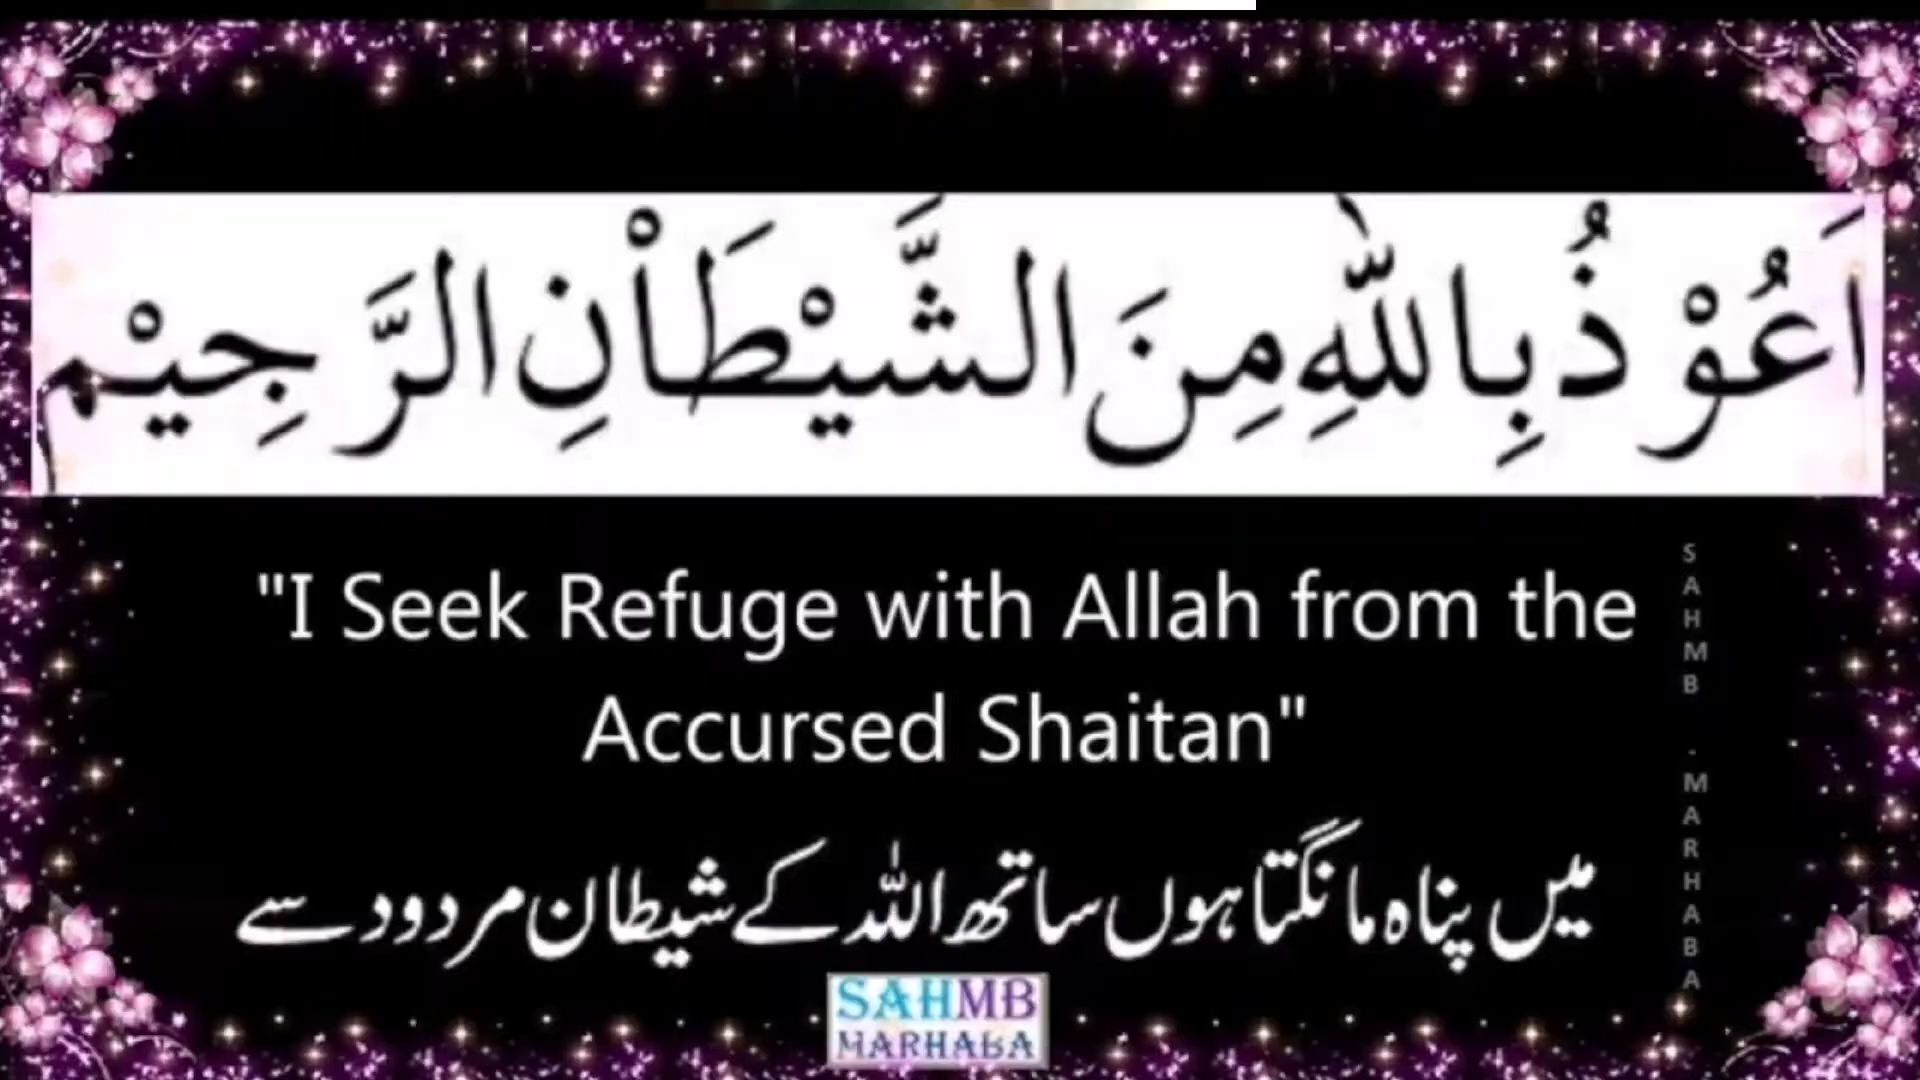 اَعُوْذُ بِاللّٰهِ مِنَ الشَّيْطَاْنِ الرَّجِيْم
"I Seek Refuge with Allah from the
Accursed Shaitan"
میں پناہ مانگتا ہوں ساتھ اللہ کے شیطان مردود سے
SAHMB
MARHABA
SAHMB .MARHABA